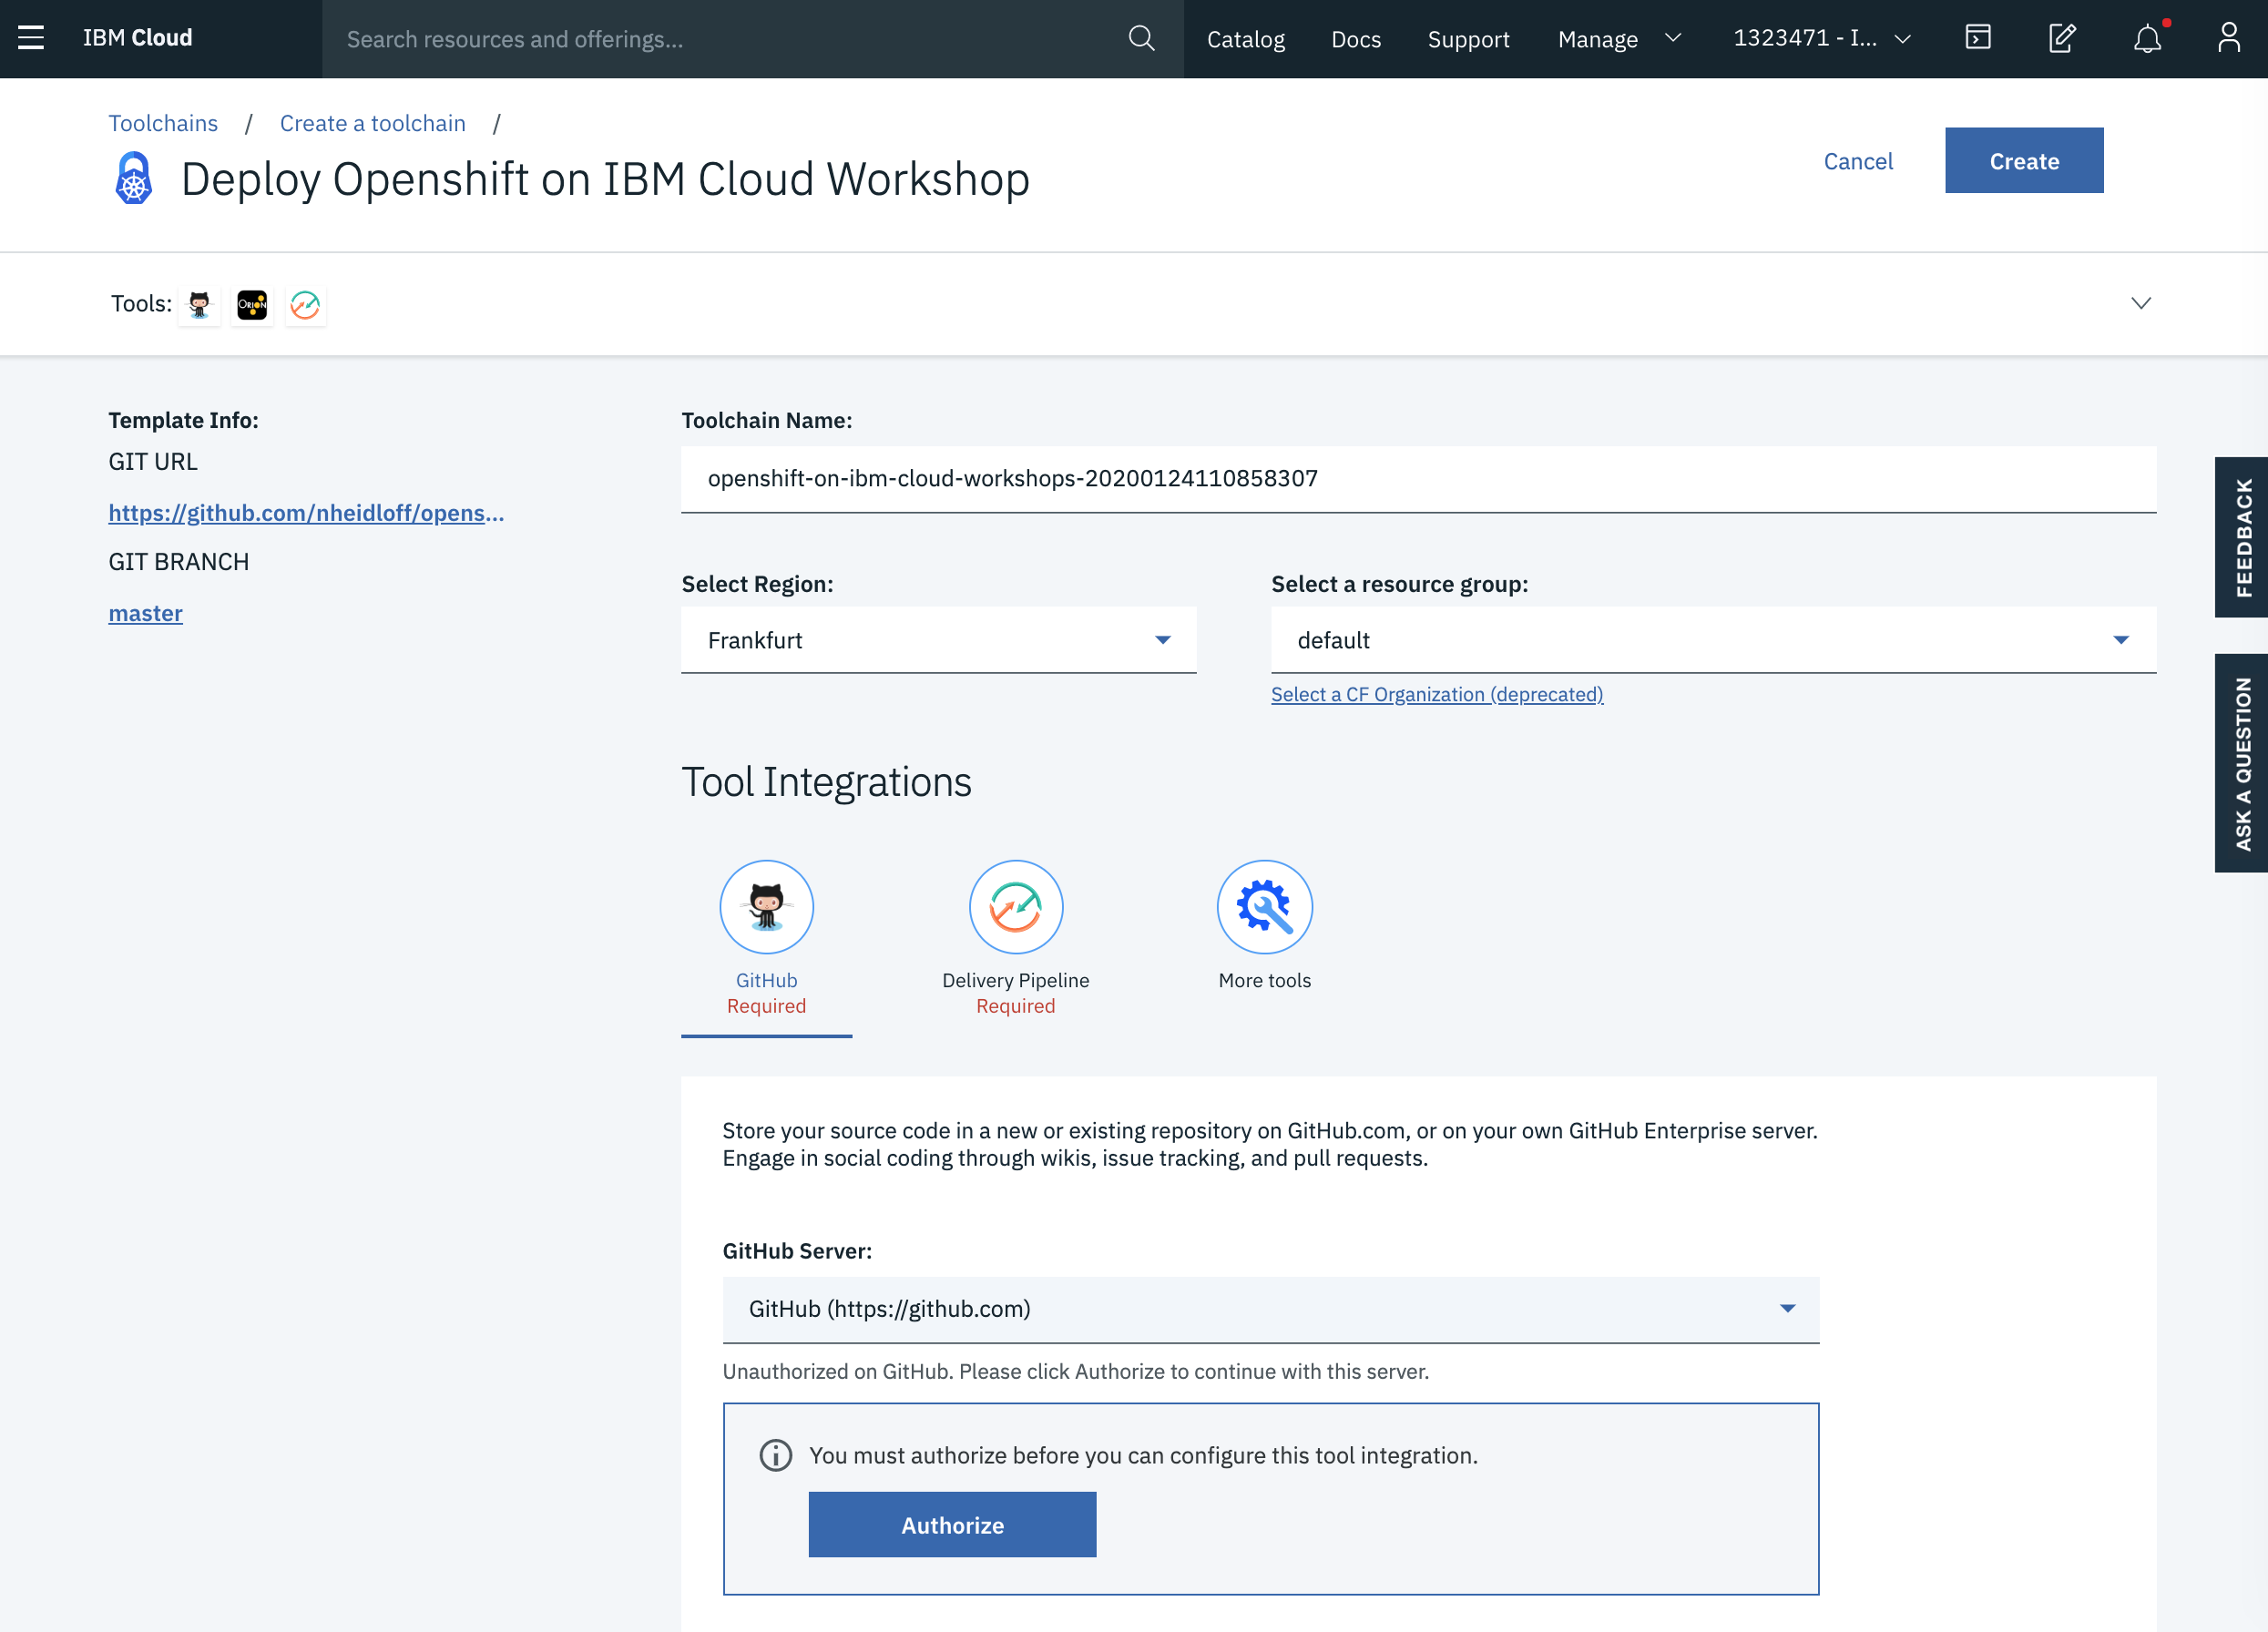 IBM Cloud
Search resources and offerings...
Catalog
Docs
Support
Manage
1323471 - I...
Toolchains / Create a toolchain /
Deploy Openshift on IBM Cloud Workshop
Cancel
Create
Tools:
ORION
Template Info:
GIT URL
https://github.com/nheidloff/opens...
GIT BRANCH
master
Toolchain Name:
openshift-on-ibm-cloud-workshops-20200124110858307
Select Region:
Frankfurt
Select a resource group:
default
Select a CF Organization (deprecated)
FEEDBACK
ASK A QUESTION
Tool Integrations
GitHub
Required
Delivery Pipeline
Required
More tools
Store your source code in a new or existing repository on GitHub.com, or on your own GitHub Enterprise server.
Engage in social coding through wikis, issue tracking, and pull requests.
GitHub Server:
GitHub (https://github.com)
Unauthorized on GitHub. Please click Authorize to continue with this server.
You must authorize before you can configure this tool integration.
Authorize